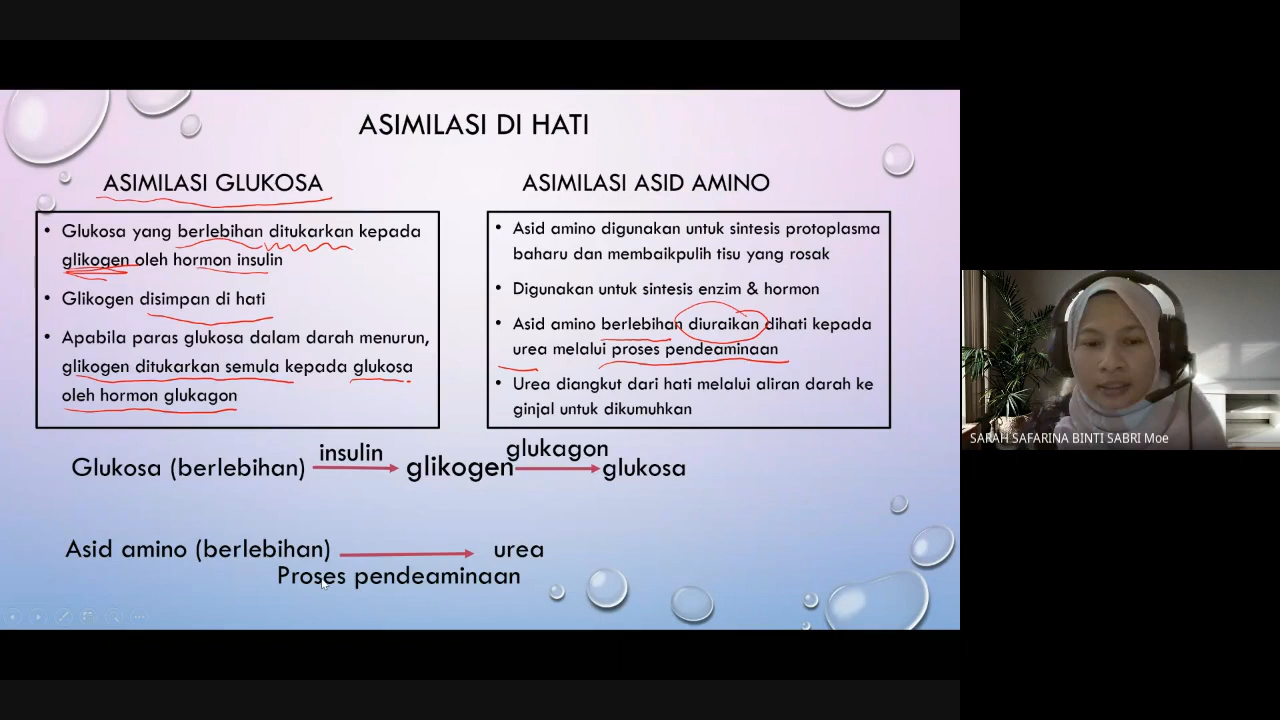 ASIMILASI DI HATI
ASIMILASI GLUKOSA
• Glukosa yang berlebihan ditukarkan kepada
glikogen oleh hormon insulin
• Glikogen disimpan di hati
• Apabila paras glukosa dalam darah menurun,
glikogen ditukarkan semula kepada glukosa
oleh hormon glukagon
ASIMILASI ASID AMINO
• Asid amino digunakan untuk sintesis protoplasma
baharu dan membaikpulih tisu yang rosak
• Digunakan untuk sintesis enzim & hormon
• Asid amino berlebihan diuraikan dihati kepada
urea melalui proses pendeaminaan
• Urea diangkut dari hati melalui aliran darah ke
ginjal untuk dikumuhkan
insulin glukagon
Glukosa (berlebihan) glikogen glukosa
Asid amino (berlebihan) urea
Proses pendeaminaan
SARAH SAFARINA BINTI SABRI Moe